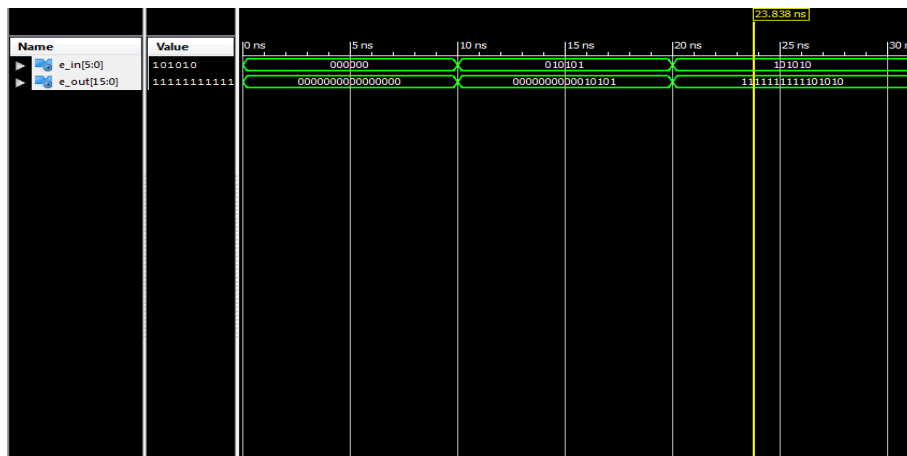 23.838 ns
Name Value 0 ns 5 ns 10 ns 15 ns 20 ns 25 ns 30
e_in[5:0] 101010 000000 010101 101010
e_out[15:0] 11111111111 0000000000000000 0000000000010101 1111111111101010